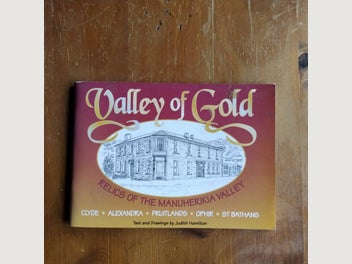 Valley of Gold
RELICS OF THE MANUHERIKIA VALLEY
CLYDE • ALEXANDRA • FRUITLANDS • OPHIR • ST BATHANS
Text and Drawings by Judith Hamilton